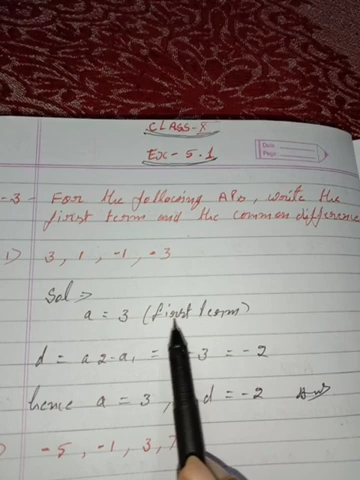 CLASS-X
EX-5.1
Date
Page
-3- For the following APs, write the
first term and the common difference
1) 3, 1, -1, -3
Sol =>
a = 3 (first term)
d = a2-a1 = 3 = -2
hence a = 3, d = -2 Ans
) -5, -1, 3, 7